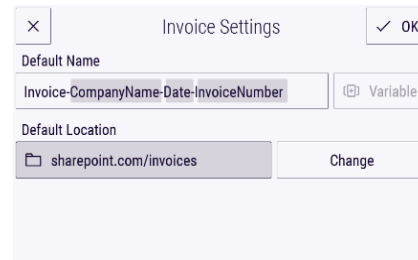 Invoice Settings
OK
Default Name
Invoice-CompanyName-Date-InvoiceNumber
Variable
Default Location
sharepoint.com/invoices
Change